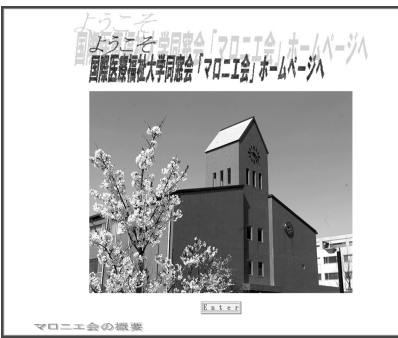 ようこそ
国際医療福祉大学同窓会「マロニエ会」ホームページへ
Enter
マロニエ会の概要